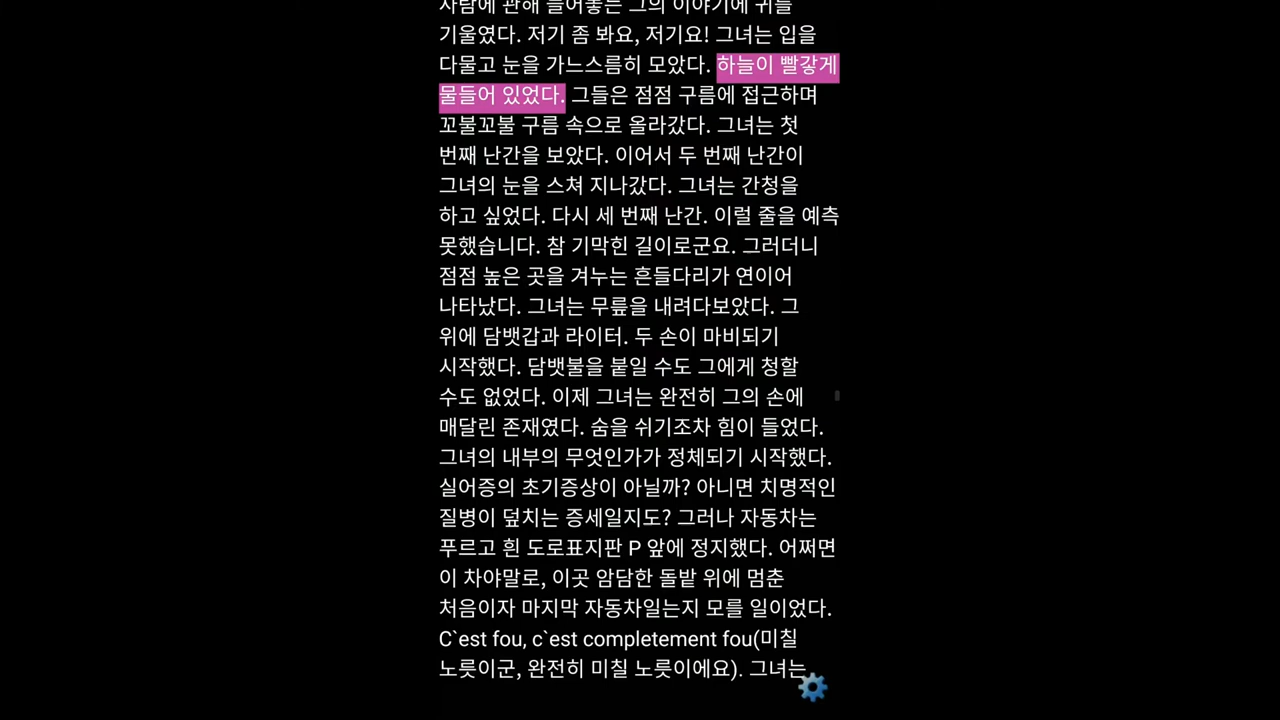 사람에 관해 늘어놓는 그의 이야기에 귀를
기울였다. 저기 좀 봐요, 저기요! 그녀는 입을
다물고 눈을 가느스름히 모았다. 하늘이 빨갛게
물들어 있었다. 그들은 점점 구름에 접근하며
꼬불꼬불 구름 속으로 올라갔다. 그녀는 첫
번째 난간을 보았다. 이어서 두 번째 난간이
그녀의 눈을 스쳐 지나갔다. 그녀는 간청을
하고 싶었다. 다시 세 번째 난간. 이럴 줄을 예측
못했습니다. 참 기막힌 길이로군요. 그러더니
점점 높은 곳을 겨누는 흔들다리가 연이어
나타났다. 그녀는 무릎을 내려다보았다. 그
위에 담뱃갑과 라이터. 두 손이 마비되기
시작했다. 담뱃불을 붙일 수도 그에게 청할
수도 없었다. 이제 그녀는 완전히 그의 손에
매달린 존재였다. 숨을 쉬기조차 힘이 들었다.
그녀의 내부의 무엇인가가 정체되기 시작했다.
실어증의 초기증상이 아닐까? 아니면 치명적인
질병이 덮치는 증세일지도? 그러나 자동차는
푸르고 흰 도로표지판 P 앞에 정지했다. 어쩌면
이 차야말로, 이곳 암담한 돌밭 위에 멈춘
처음이자 마지막 자동차일는지 모를 일이었다.
C`est fou, c`est completement fou(미칠
노릇이군, 완전히 미칠 노릇이에요). 그녀는